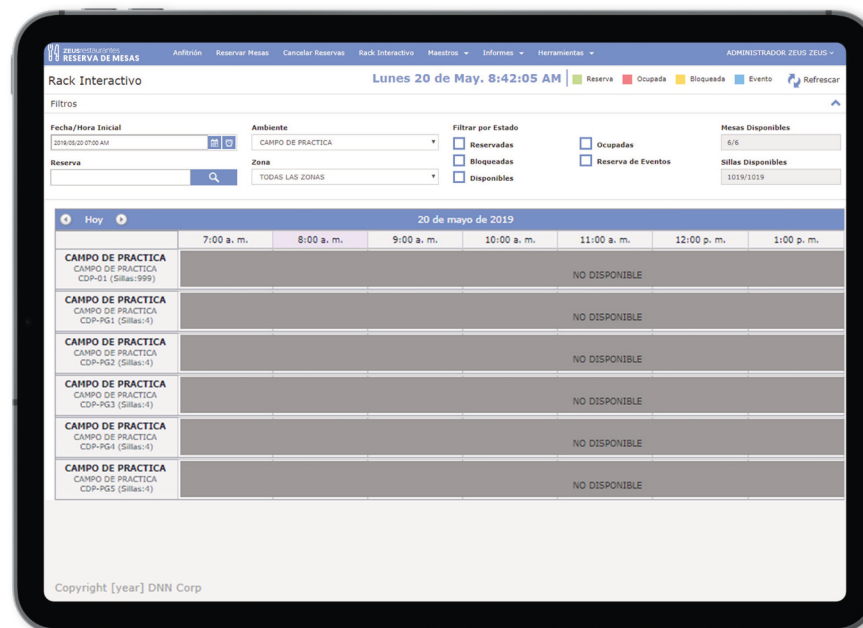 ZEUSrestaurantes
RESERVA DE MESAS
Anfitrión Reservar Mesas Cancelar Reservas Rack Interactivo Maestros Informes Herramientas ADMINISTRADOR ZEUS ZEUS
Rack Interactivo Lunes 20 de May. 8:42:05 AM Reserva Ocupada Bloqueada Evento Refrescar
Filtros
Fecha/Hora Inicial Ambiente Filtrar por Estado Mesas Disponibles
2019/05/20 07:00 AM CAMPO DE PRACTICA Reservadas Ocupadas 6/6
Reserva Zona Bloqueadas Reserva de Eventos Sillas Disponibles
TODAS LAS ZONAS Disponibles 1019/1019
Hoy 20 de mayo de 2019
7:00 a. m. 8:00 a. m. 9:00 a. m. 10:00 a. m. 11:00 a. m. 12:00 p. m. 1:00 p. m.
CAMPO DE PRACTICA
CAMPO DE PRACTICA
CDP-01 (Sillas:999) NO DISPONIBLE
CAMPO DE PRACTICA
CAMPO DE PRACTICA
CDP-PG1 (Sillas:4) NO DISPONIBLE
CAMPO DE PRACTICA
CAMPO DE PRACTICA
CDP-PG2 (Sillas:4) NO DISPONIBLE
CAMPO DE PRACTICA
CAMPO DE PRACTICA
CDP-PG3 (Sillas:4) NO DISPONIBLE
CAMPO DE PRACTICA
CAMPO DE PRACTICA
CDP-PG4 (Sillas:4) NO DISPONIBLE
CAMPO DE PRACTICA
CAMPO DE PRACTICA
CDP-PG5 (Sillas:4) NO DISPONIBLE
Copyright [year] DNN Corp